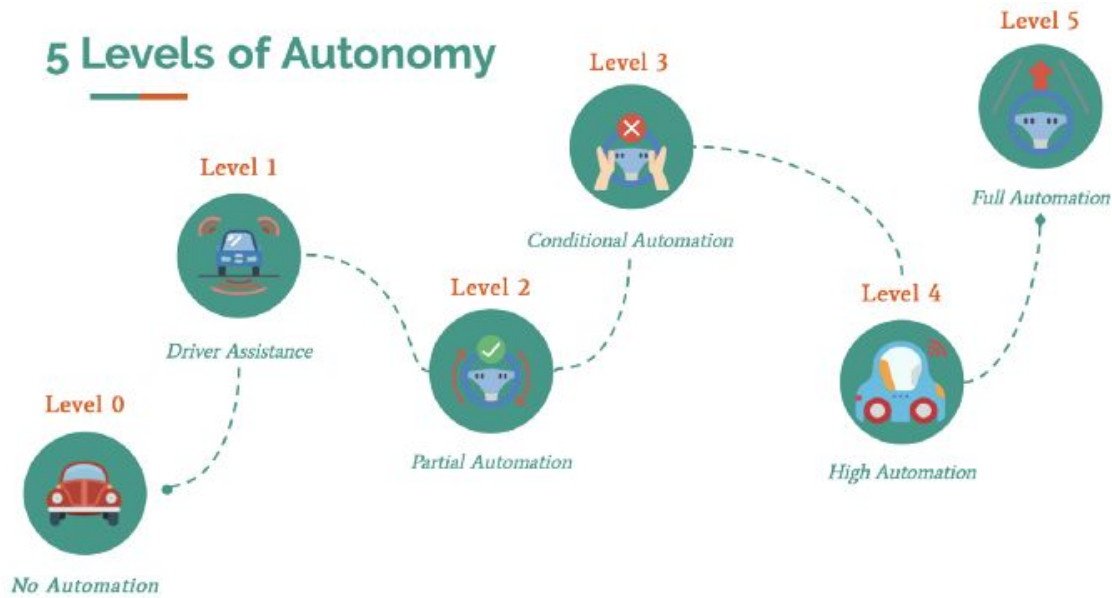 5 Levels of Autonomy
Level 0
No Automation
Level 1
Driver Assistance
Level 2
Partial Automation
Level 3
Conditional Automation
Level 4
High Automation
Level 5
Full Automation